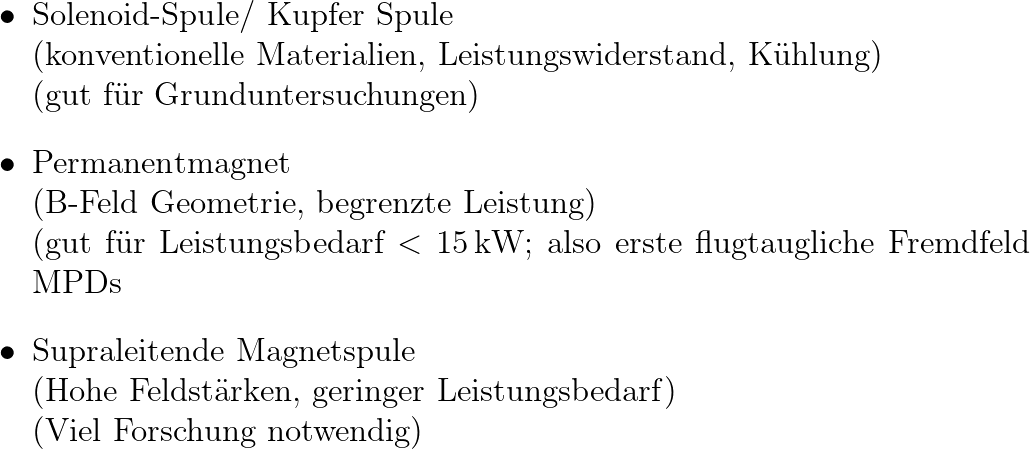 • Solenoid-Spule/ Kupfer Spule
(konventionelle Materialien, Leistungswiderstand, Kühlung)
(gut für Grunduntersuchungen)
• Permanentmagnet
(B-Feld Geometrie, begrenzte Leistung)
(gut für Leistungsbedarf < 15 kW; also erste flugtaugliche Fremdfeld
MPDs
• Supraleitende Magnetspule
(Hohe Feldstärken, geringer Leistungsbedarf)
(Viel Forschung notwendig)